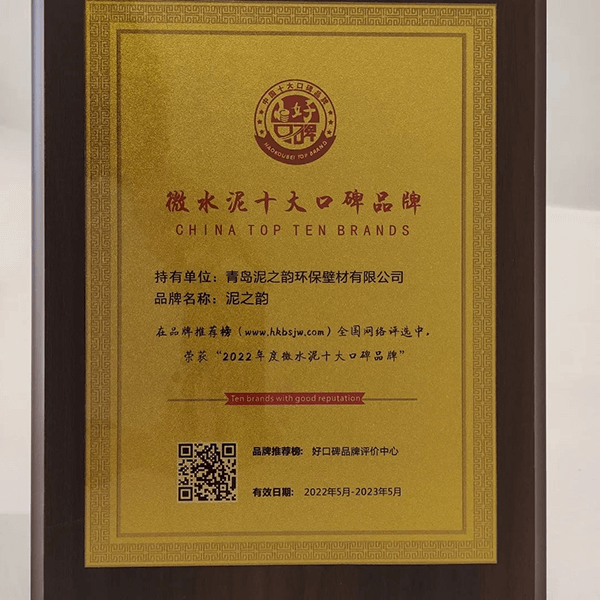 中国十大口碑品牌
好口碑
HAOKOUBEI TOP BRAND
微水泥十大口碑品牌
CHINA TOP TEN BRANDS
持有单位：青岛泥之韵环保壁材有限公司
品牌名称：泥之韵
在品牌推荐榜（www.hkbsjw.com）全国网络评选中，
荣获“2022年度微水泥十大口碑品牌”
Ten brands with good reputation
品牌推荐榜: 好口碑品牌评价中心
有效日期: 2022年5月-2023年5月